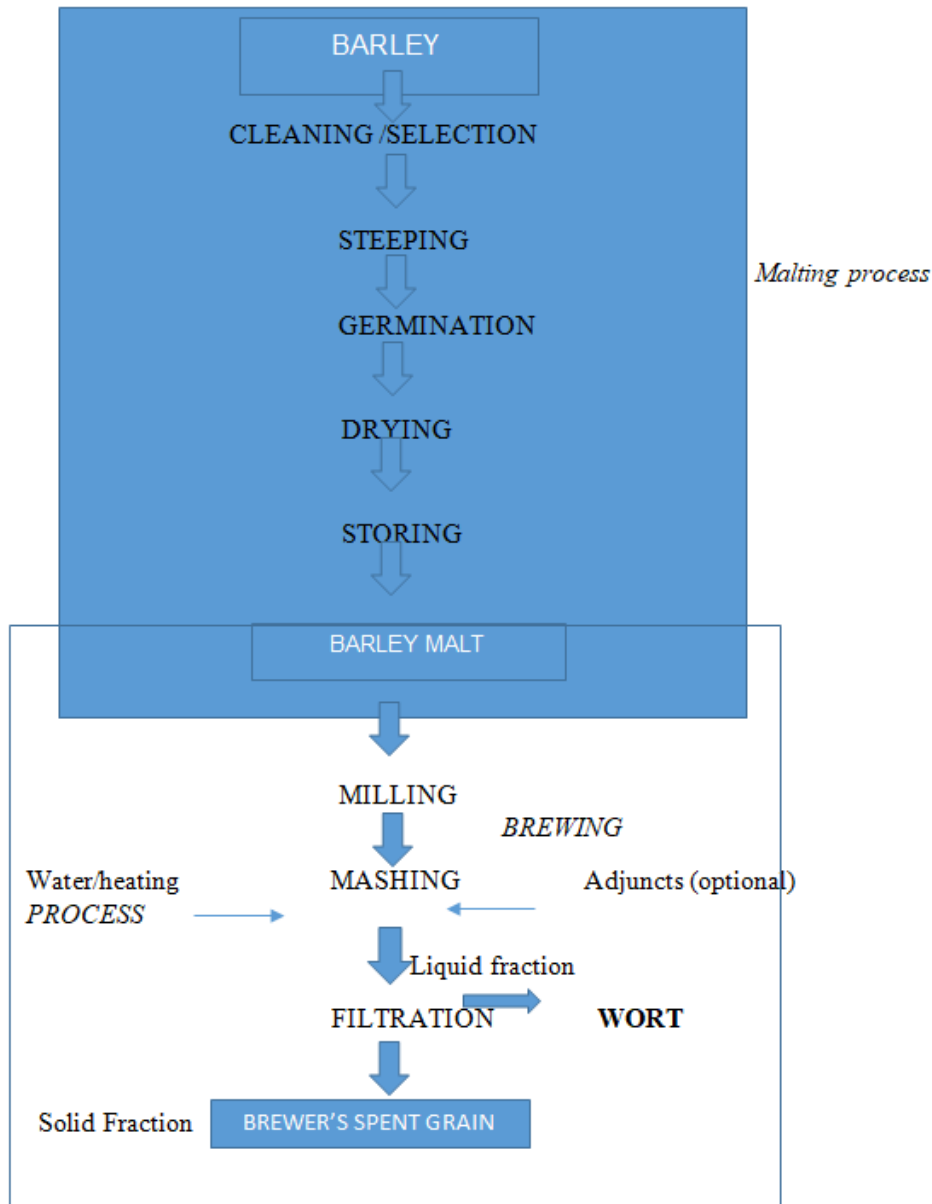 BARLEY
CLEANING /SELECTION
STEEPING
Malting process
GERMINATION
DRYING
STORING
BARLEY MALT
MILLING
BREWING
Water/heating
MASHING
Adjuncts (optional)
PROCESS
Liquid fraction
FILTRATION
WORT
Solid Fraction
BREWER'S SPENT GRAIN